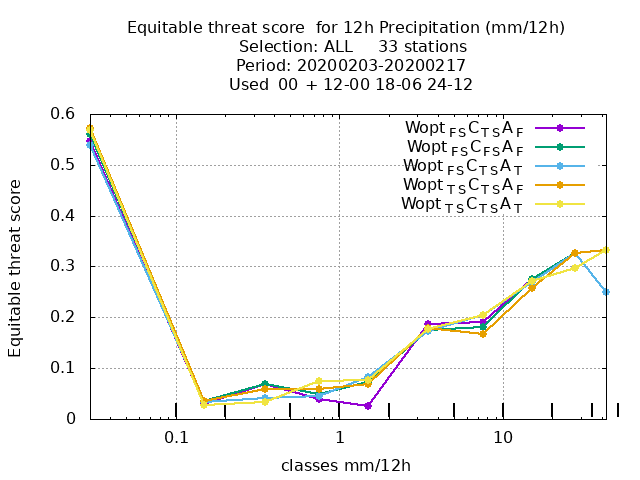 Equitable threat score  for 12h Precipitation (mm/12h)
Selection: ALL     33 stations
Period: 20200203-20200217
Used  00  + 12-00 18-06 24-12
Equitable threat score
0.6
0.5
0.4
0.3
0.2
0.1
0
Wopt FS C TS A F
Wopt FS C FS A F
Wopt FS C TS A T
Wopt TS C TS A F
Wopt TS C TS A T
0.1 1 10
classes mm/12h